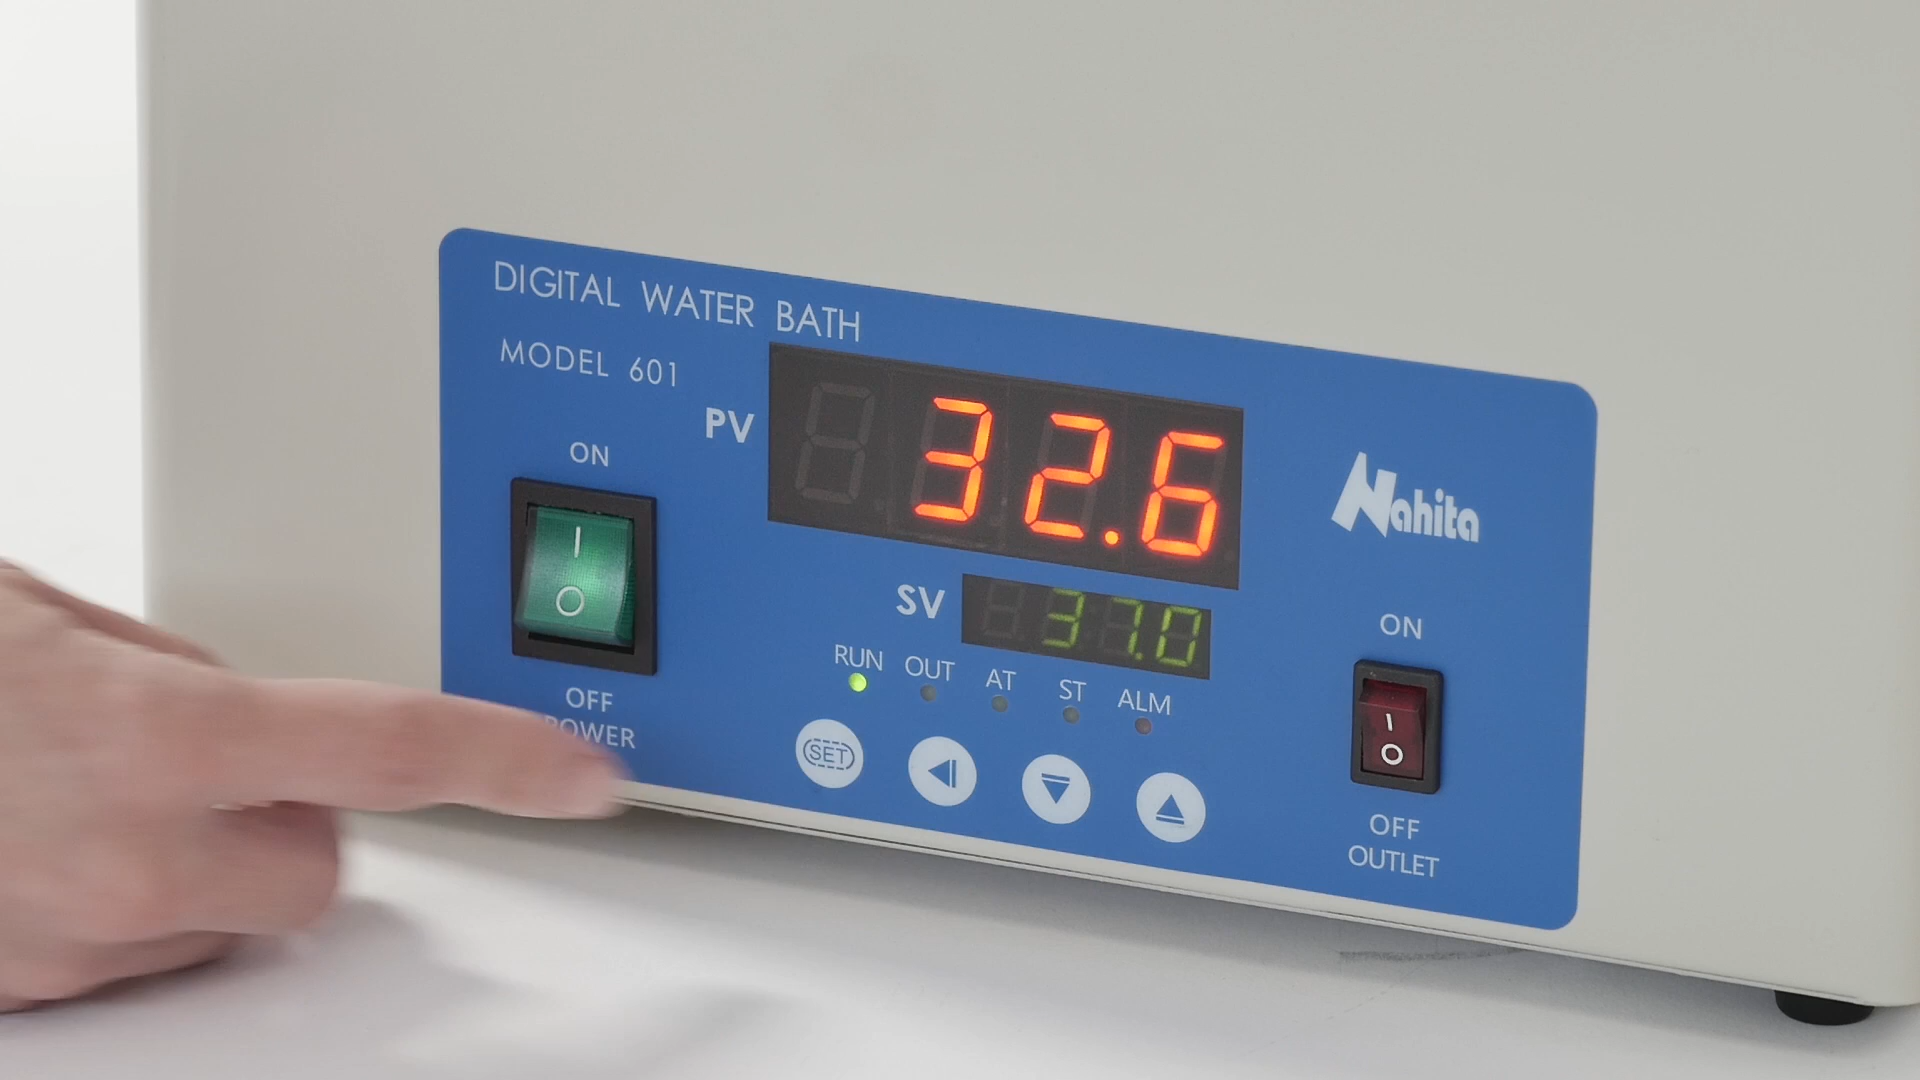 DIGITAL WATER BATH
MODEL 601
PV
32.6
Nahita
ON
I
O
OFF
POWER
SV
37.0
RUN OUT AT ST ALM
SET
ON
I
O
OFF
OUTLET